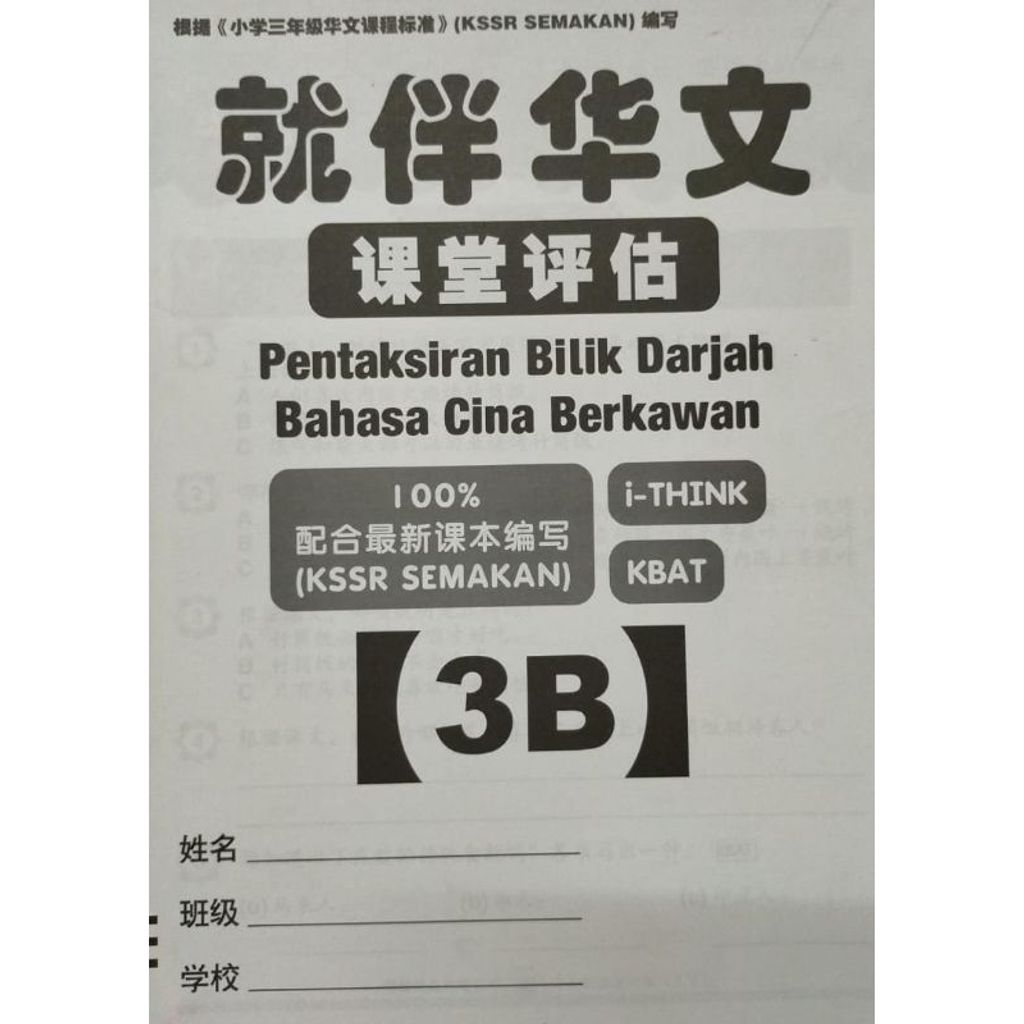 根据《小学三年级华文课程标准》(KSSR SEMAKAN) 编写
就伴华文
课堂评估
Pentaksiran Bilik Darjah
Bahasa Cina Berkawan
100%
配合最新课本编写
(KSSR SEMAKAN)
i-THINK
KBAT
【3B】
姓名
班级
学校